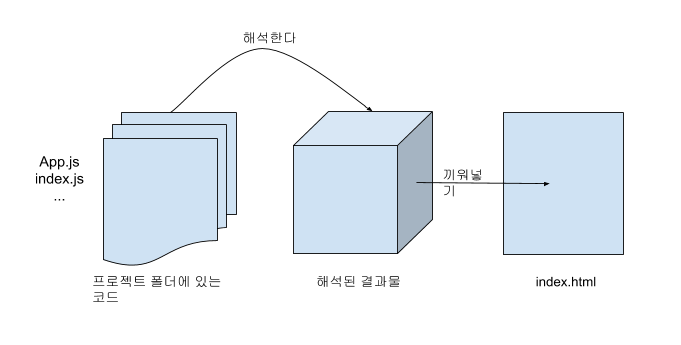 해석한다
App.js
index.js
...
끼워넣
기
프로젝트 폴더에 있는
코드
해석된 결과물
index.html